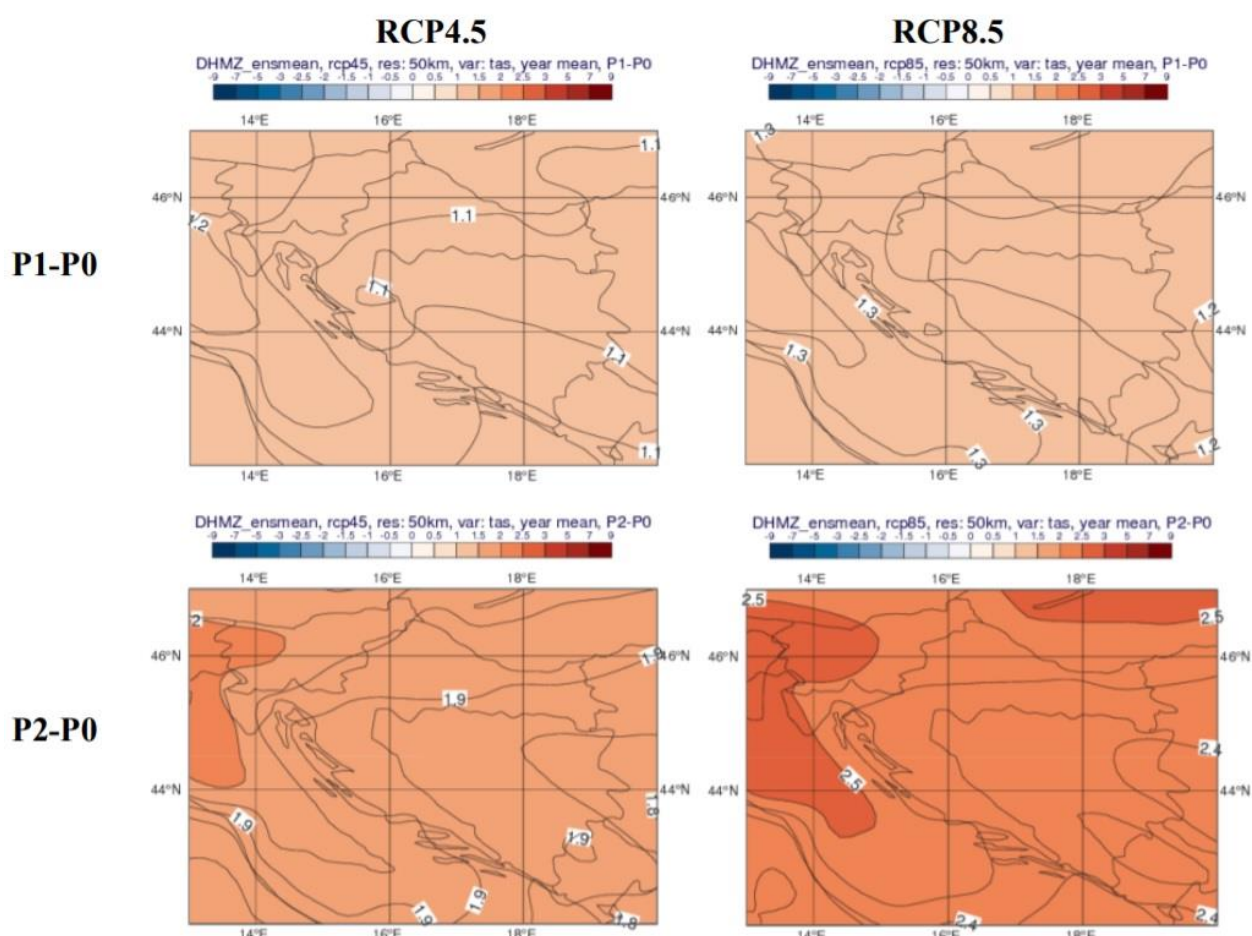 RCP4.5 RCP8.5
DHMZ_ensmean, rcp45, res: 50km, var: tas, year mean, P1-P0
-9 -7 -5 -3 -2.5 -2 -1.5 -1 -0.5 0 0.5 1 1.5 2 2.5 3 5 7 9
DHMZ_ensmean, rcp85, res: 50km, var: tas, year mean, P1-P0
-9 -7 -5 -3 -2.5 -2 -1.5 -1 -0.5 0 0.5 1 1.5 2 2.5 3 5 7 9
14°E 16°E 18°E
14°E 16°E 18°E
1.1
1.3
46°N 46°N
46°N
1.2 1.1
P1-P0
1.1
1.3
1.2
44°N 44°N
44°N
1.1
1.3
1.3
1.1
1.3
1.2
14°E 16°E 18°E
14°E 16°E 18°E
DHMZ_ensmean, rcp45, res: 50km, var: tas, year mean, P2-P0
-9 -7 -5 -3 -2.5 -2 -1.5 -1 -0.5 0 0.5 1 1.5 2 2.5 3 5 7 9
DHMZ_ensmean, rcp85, res: 50km, var: tas, year mean, P2-P0
-9 -7 -5 -3 -2.5 -2 -1.5 -1 -0.5 0 0.5 1 1.5 2 2.5 3 5 7 9
14°E 16°E 18°E
14°E 16°E 18°E
2
2.5
2.5
46°N 1.9 46°N
46°N
1.9
P2-P0
2.4
44°N 44°N
44°N
1.8
2.5
1.9
1.9
1.9
1.9 1.8
2.4 2.4
14°E 16°E 18°E
14°E 16°E 18°E